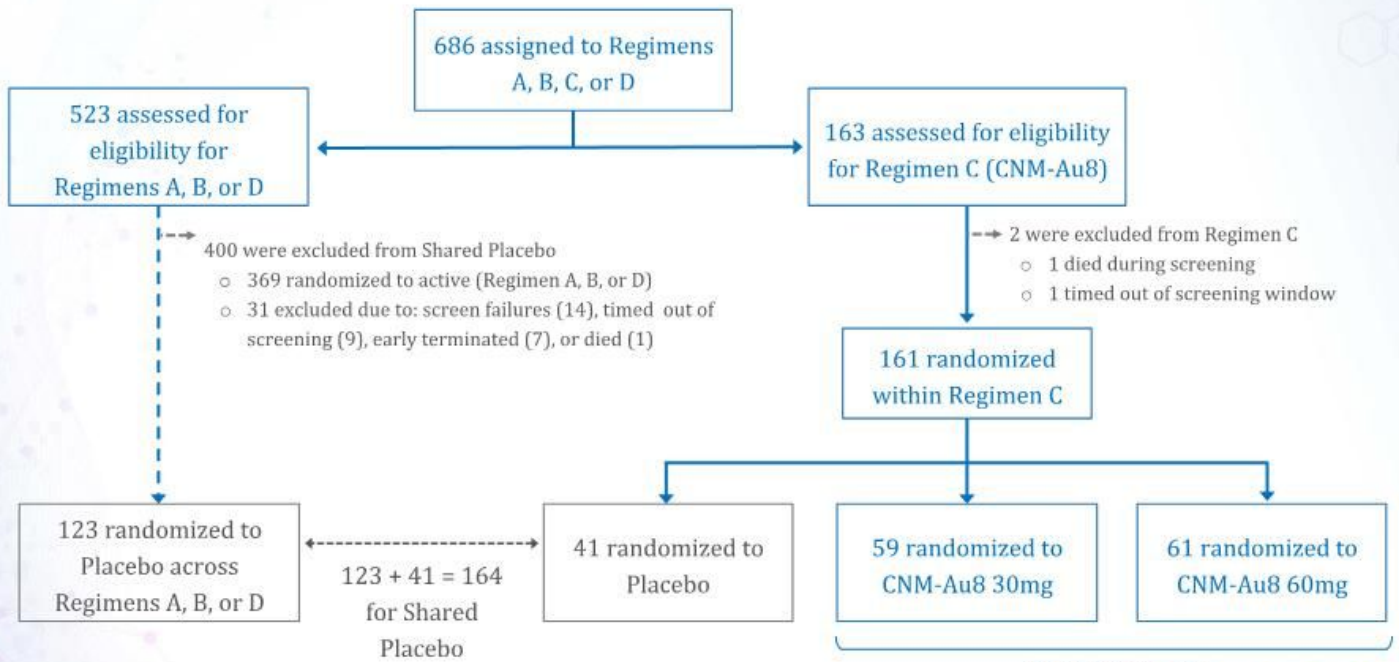 686 assigned to Regimens
A, B, C, or D
523 assessed for
eligibility for
Regimens A, B, or D
163 assessed for eligibility
for Regimen C (CNM-Au8)
400 were excluded from Shared Placebo
o 369 randomized to active (Regimen A, B, or D)
o 31 excluded due to: screen failures (14), timed out of
screening (9), early terminated (7), or died (1)
2 were excluded from Regimen C
o 1 died during screening
o 1 timed out of screening window
161 randomized
within Regimen C
123 randomized to
Placebo across
Regimens A, B, or D
123 + 41 = 164
for Shared
Placebo
41 randomized to
Placebo
59 randomized to
CNM-Au8 30mg
61 randomized to
CNM-Au8 60mg